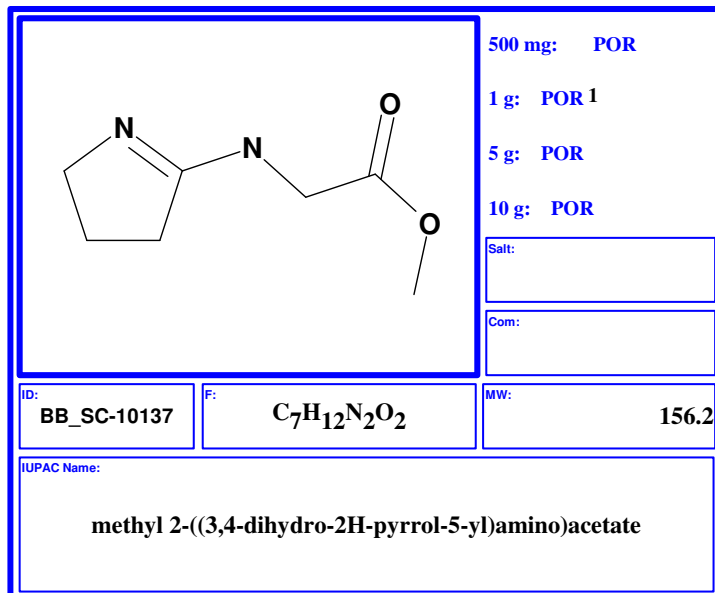 500 mg: POR
1 g: POR 1
5 g: POR
10 g: POR
N
N
O
O
Salt:
Com:
ID:
BB_SC-10137
F:
C7H12N2O2
MW:
156.2
IUPAC Name:
methyl 2-((3,4-dihydro-2H-pyrrol-5-yl)amino)acetate